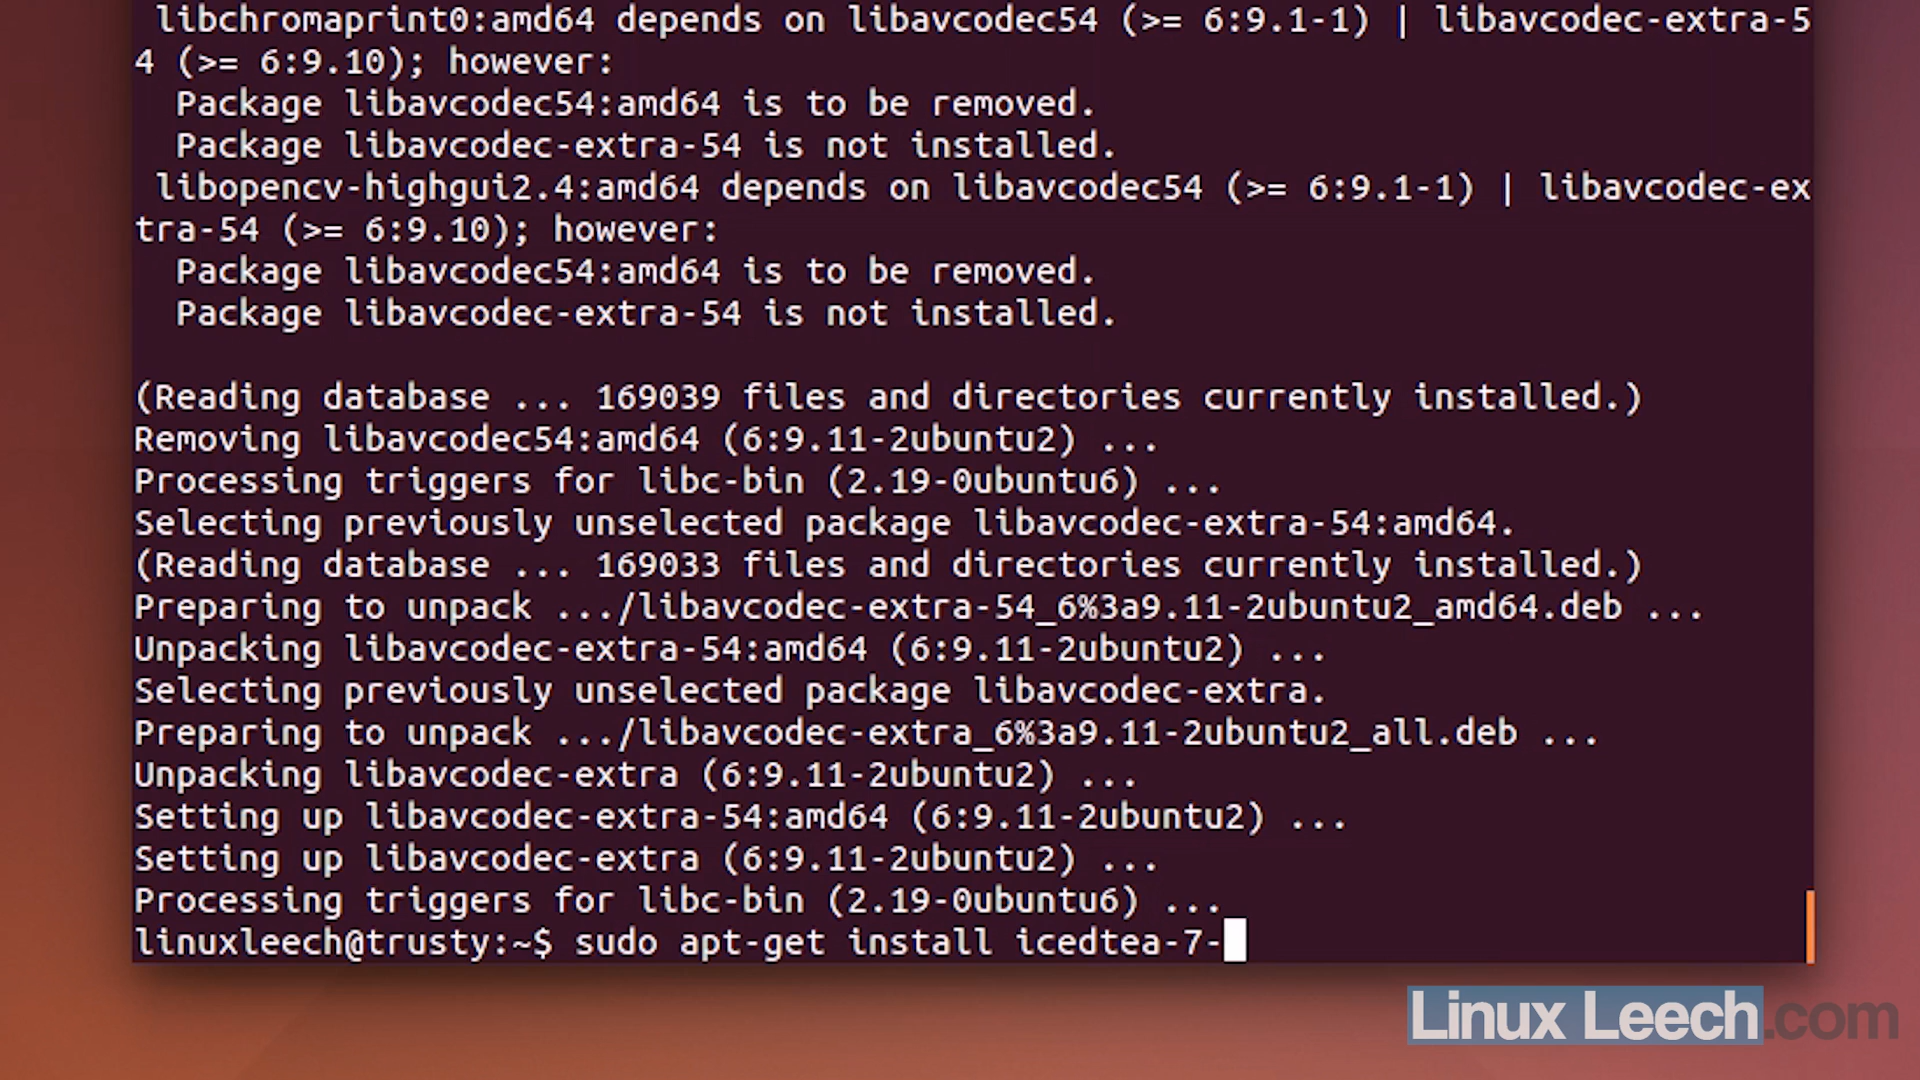 libchromaprint0:amd64 depends on libavcodec54 (>= 6:9.1-1) | libavcodec-extra-5
4 (>= 6:9.10); however:
Package libavcodec54:amd64 is to be removed.
Package libavcodec-extra-54 is not installed.
libopencv-highgui2.4:amd64 depends on libavcodec54 (>= 6:9.1-1) | libavcodec-ex
tra-54 (>= 6:9.10); however:
Package libavcodec54:amd64 is to be removed.
Package libavcodec-extra-54 is not installed.
(Reading database ... 169039 files and directories currently installed.)
Removing libavcodec54:amd64 (6:9.11-2ubuntu2) ...
Processing triggers for libc-bin (2.19-0ubuntu6) ...
Selecting previously unselected package libavcodec-extra-54:amd64.
(Reading database ... 169033 files and directories currently installed.)
Preparing to unpack .../libavcodec-extra-54_6%3a9.11-2ubuntu2_amd64.deb ...
Unpacking libavcodec-extra-54:amd64 (6:9.11-2ubuntu2) ...
Selecting previously unselected package libavcodec-extra.
Preparing to unpack .../libavcodec-extra_6%3a9.11-2ubuntu2_all.deb ...
Unpacking libavcodec-extra (6:9.11-2ubuntu2) ...
Setting up libavcodec-extra-54:amd64 (6:9.11-2ubuntu2) ...
Setting up libavcodec-extra (6:9.11-2ubuntu2) ...
Processing triggers for libc-bin (2.19-0ubuntu6) ...
linuxleech@trusty:~$ sudo apt-get install icedtea-7-
Linux Leech.com